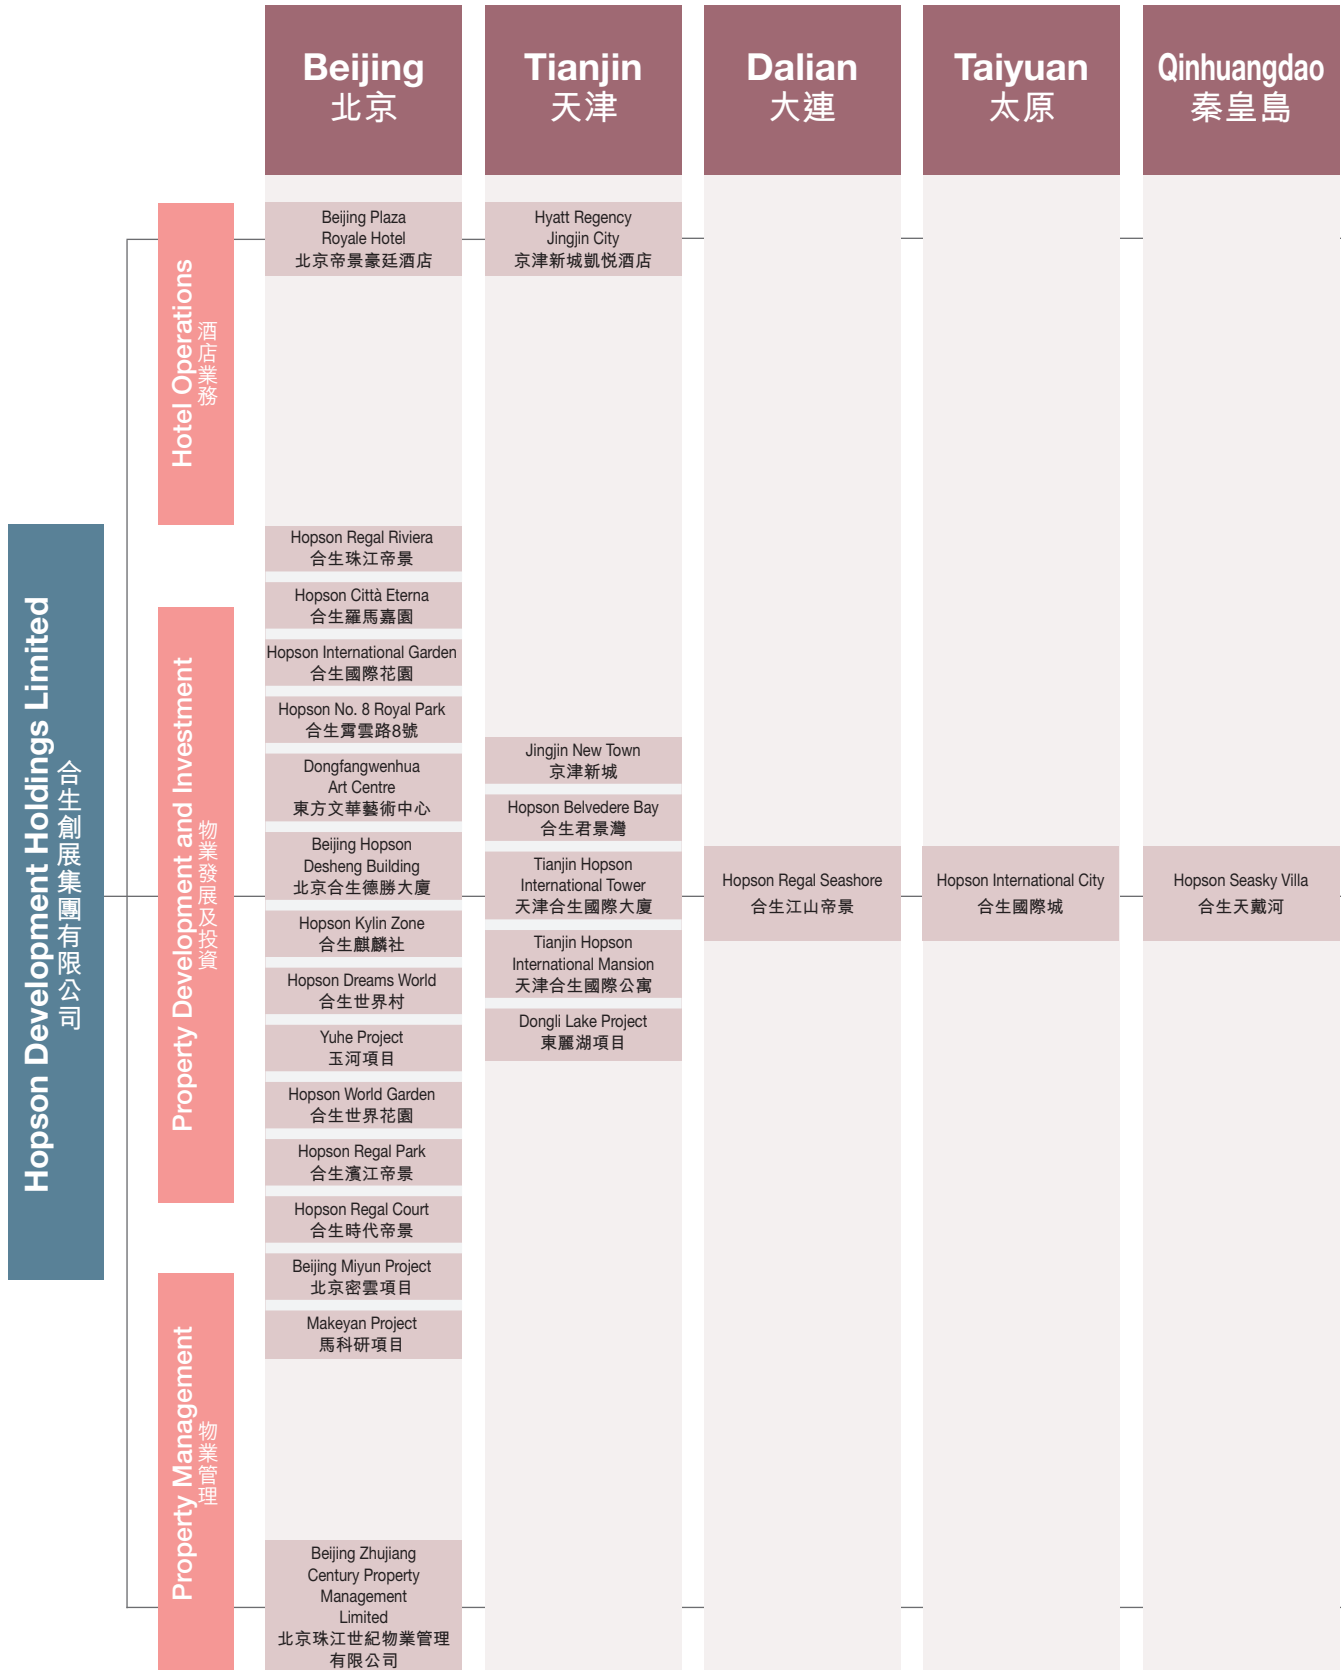 Beijing
北京
Tianjin
天津
Dalian
大連
Taiyuan
太原
Qinhuangdao
秦皇島
Hopson Development Holdings Limited
合生創展集團有限公司
Hotel Operations
酒店業務
Beijing Plaza
Royale Hotel
北京帝景豪廷酒店
Hyatt Regency
Jingjin City
京津新城凱悦酒店
Property Development and Investment
物業發展及投資
Hopson Regal Riviera
合生珠江帝景
Hopson Città Eterna
合生羅馬嘉園
Hopson International Garden
合生國際花園
Hopson No. 8 Royal Park
合生霄雲路8號
Dongfangwenhua
Art Centre
東方文華藝術中心
Beijing Hopson
Desheng Building
北京合生德勝大廈
Hopson Kylin Zone
合生麒麟社
Hopson Dreams World
合生世界村
Yuhe Project
玉河項目
Hopson World Garden
合生世界花園
Hopson Regal Park
合生濱江帝景
Hopson Regal Court
合生時代帝景
Beijing Miyun Project
北京密雲項目
Makeyan Project
馬科研項目
Jingjin New Town
京津新城
Hopson Belvedere Bay
合生君景灣
Tianjin Hopson
International Tower
天津合生國際大廈
Tianjin Hopson
International Mansion
天津合生國際公寓
Dongli Lake Project
東麗湖項目
Hopson Regal Seashore
合生江山帝景
Hopson International City
合生國際城
Hopson Seasky Villa
合生天戴河
Property Management
物業管理
Beijing Zhujiang
Century Property
Management
Limited
北京珠江世紀物業管理
有限公司